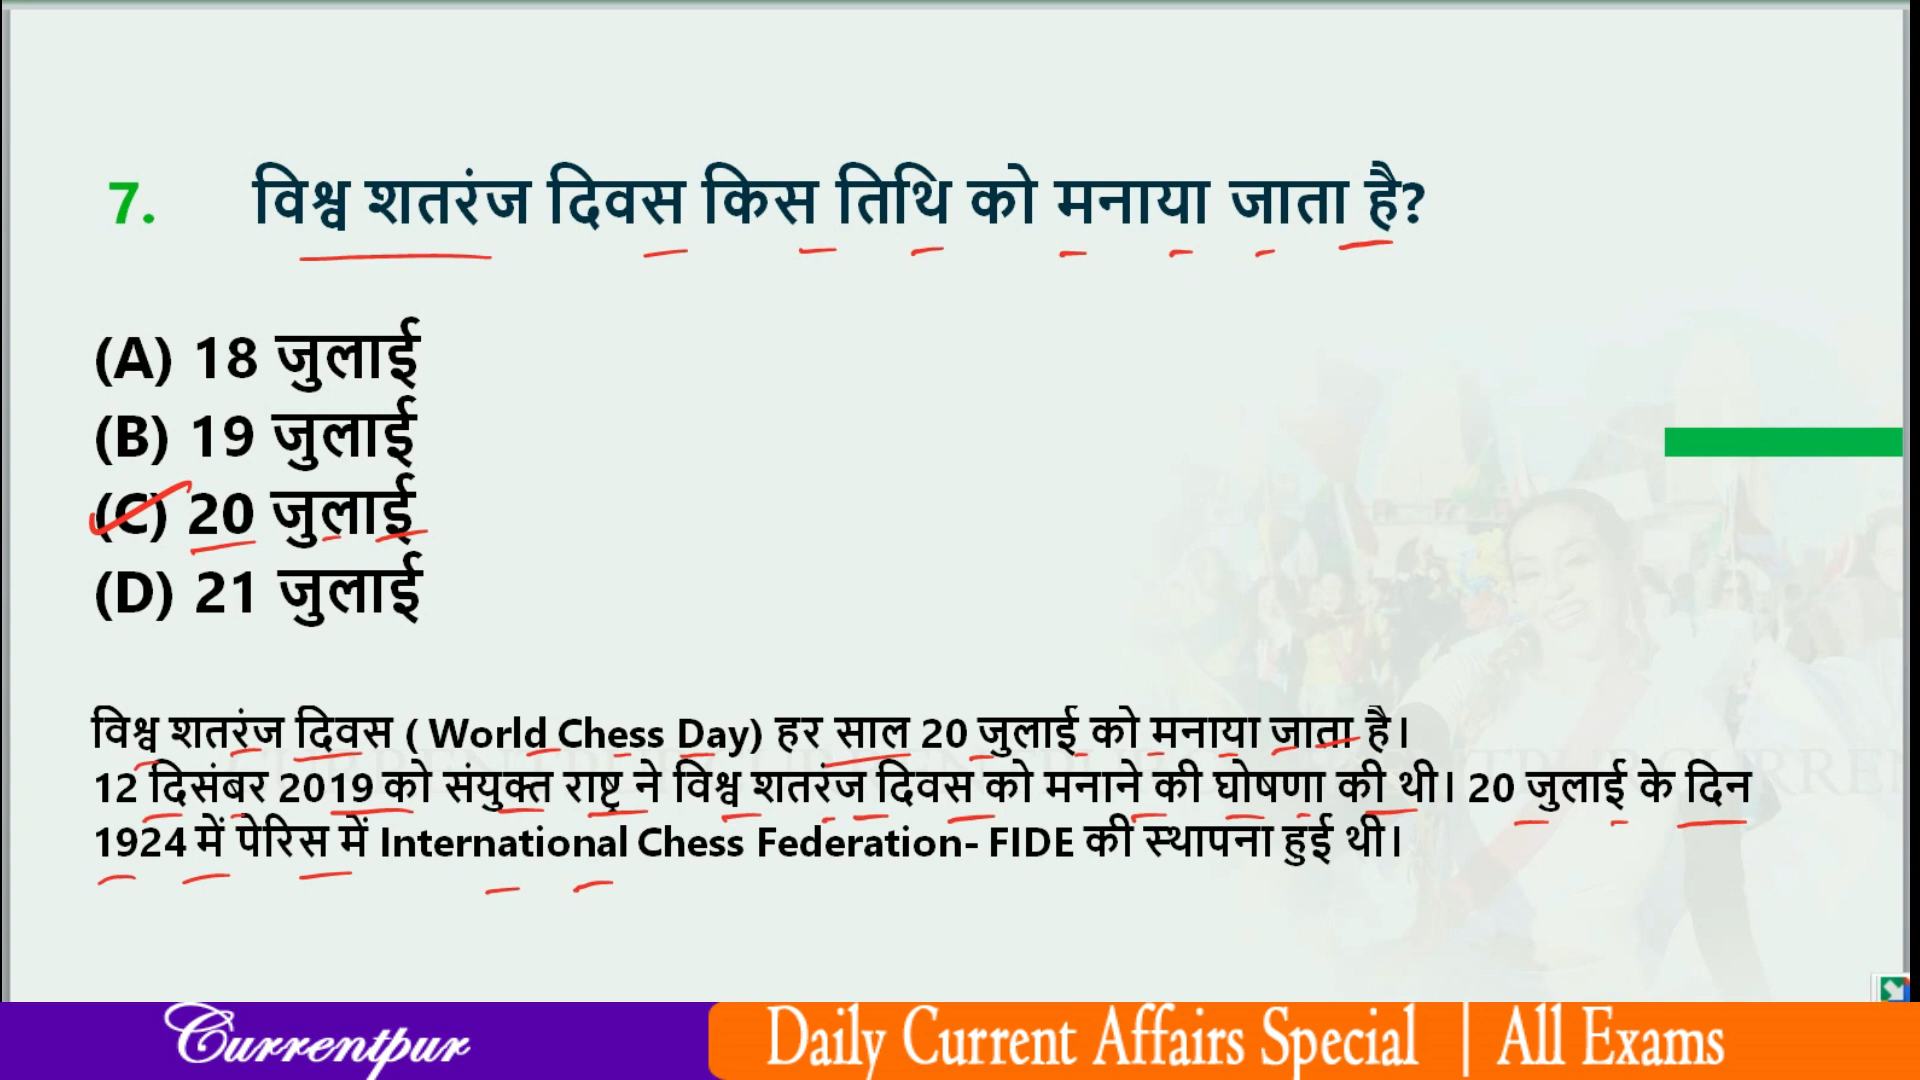 7. विश्व शतरंज दिवस किस तिथि को मनाया जाता है?
(A) 18 जुलाई
(B) 19 जुलाई
(C) 20 जुलाई
(D) 21 जुलाई
विश्व शतरंज दिवस ( World Chess Day) हर साल 20 जुलाई को मनाया जाता है।
12 दिसंबर 2019 को संयुक्त राष्ट्र ने विश्व शतरंज दिवस को मनाने की घोषणा की थी। 20 जुलाई के दिन
1924 में पेरिस में International Chess Federation- FIDE की स्थापना हुई थी।
Currentpur Daily Current Affairs Special | All Exams